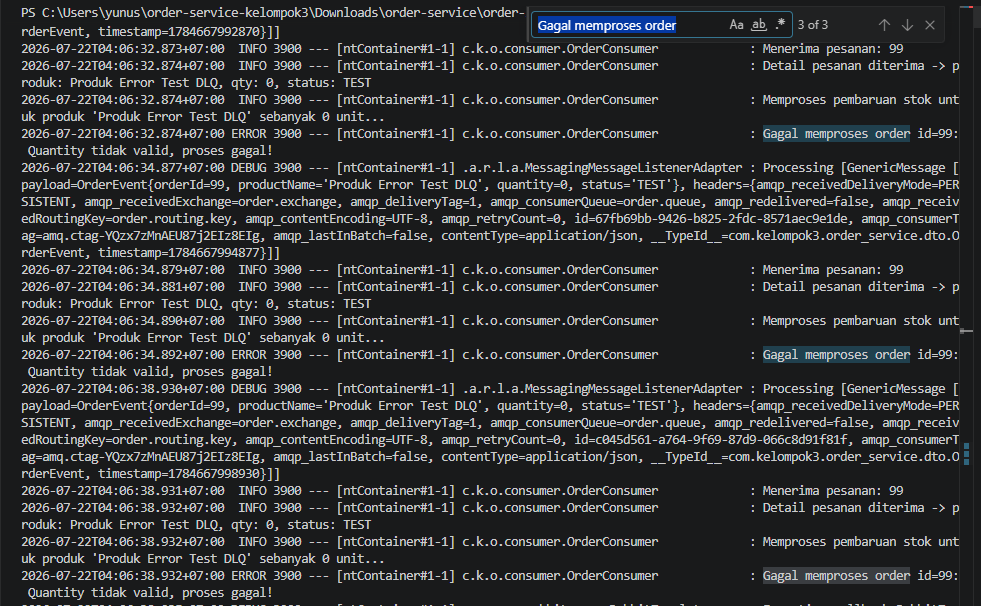 PS C:\Users\yunus\order-service-kelompok3\Downloads\order-service\order-
Gagal memproses order Aa ab .* 3 of 3
rderEvent, timestamp=1784667992870}]]
2026-07-22T04:06:32.873+07:00  INFO 3900 --- [ntContainer#1-1] c.k.o.consumer.OrderConsumer             : Menerima pesanan: 99
2026-07-22T04:06:32.874+07:00  INFO 3900 --- [ntContainer#1-1] c.k.o.consumer.OrderConsumer             : Detail pesanan diterima -> p
roduk: Produk Error Test DLQ, qty: 0, status: TEST
2026-07-22T04:06:32.874+07:00  INFO 3900 --- [ntContainer#1-1] c.k.o.consumer.OrderConsumer             : Memproses pembaruan stok unt
uk produk 'Produk Error Test DLQ' sebanyak 0 unit...
2026-07-22T04:06:32.874+07:00 ERROR 3900 --- [ntContainer#1-1] c.k.o.consumer.OrderConsumer             : Gagal memproses order id=99:
 Quantity tidak valid, proses gagal!
2026-07-22T04:06:34.877+07:00 DEBUG 3900 --- [ntContainer#1-1] .a.r.l.a.MessagingMessageListenerAdapter : Processing [GenericMessage [
payload=OrderEvent{orderId=99, productName='Produk Error Test DLQ', quantity=0, status='TEST'}, headers={amqp_receivedDeliveryMode=PER
SISTENT, amqp_receivedExchange=order.exchange, amqp_deliveryTag=1, amqp_consumerQueue=order.queue, amqp_redelivered=false, amqp_receiv
edRoutingKey=order.routing.key, amqp_contentEncoding=UTF-8, amqp_retryCount=0, id=67fb69bb-9426-b825-2fdc-8571aec9e1de, amqp_consumerT
ag=amq.ctag-YQzx7zMnAEU87j2EIz8EIg, amqp_lastInBatch=false, contentType=application/json, __TypeId__=com.kelompok3.order_service.dto.O
rderEvent, timestamp=1784667994877}]]
2026-07-22T04:06:34.879+07:00  INFO 3900 --- [ntContainer#1-1] c.k.o.consumer.OrderConsumer             : Menerima pesanan: 99
2026-07-22T04:06:34.881+07:00  INFO 3900 --- [ntContainer#1-1] c.k.o.consumer.OrderConsumer             : Detail pesanan diterima -> p
roduk: Produk Error Test DLQ, qty: 0, status: TEST
2026-07-22T04:06:34.890+07:00  INFO 3900 --- [ntContainer#1-1] c.k.o.consumer.OrderConsumer             : Memproses pembaruan stok unt
uk produk 'Produk Error Test DLQ' sebanyak 0 unit...
2026-07-22T04:06:34.892+07:00 ERROR 3900 --- [ntContainer#1-1] c.k.o.consumer.OrderConsumer             : Gagal memproses order id=99:
 Quantity tidak valid, proses gagal!
2026-07-22T04:06:38.930+07:00 DEBUG 3900 --- [ntContainer#1-1] .a.r.l.a.MessagingMessageListenerAdapter : Processing [GenericMessage [
payload=OrderEvent{orderId=99, productName='Produk Error Test DLQ', quantity=0, status='TEST'}, headers={amqp_receivedDeliveryMode=PER
SISTENT, amqp_receivedExchange=order.exchange, amqp_deliveryTag=1, amqp_consumerQueue=order.queue, amqp_redelivered=false, amqp_receiv
edRoutingKey=order.routing.key, amqp_contentEncoding=UTF-8, amqp_retryCount=0, id=c045d561-a764-9f69-87d9-066c8d91f81f, amqp_consumerT
ag=amq.ctag-YQzx7zMnAEU87j2EIz8EIg, amqp_lastInBatch=false, contentType=application/json, __TypeId__=com.kelompok3.order_service.dto.O
rderEvent, timestamp=1784667998930}]]
2026-07-22T04:06:38.931+07:00  INFO 3900 --- [ntContainer#1-1] c.k.o.consumer.OrderConsumer             : Menerima pesanan: 99
2026-07-22T04:06:38.932+07:00  INFO 3900 --- [ntContainer#1-1] c.k.o.consumer.OrderConsumer             : Detail pesanan diterima -> p
roduk: Produk Error Test DLQ, qty: 0, status: TEST
2026-07-22T04:06:38.932+07:00  INFO 3900 --- [ntContainer#1-1] c.k.o.consumer.OrderConsumer             : Memproses pembaruan stok unt
uk produk 'Produk Error Test DLQ' sebanyak 0 unit...
2026-07-22T04:06:38.932+07:00 ERROR 3900 --- [ntContainer#1-1] c.k.o.consumer.OrderConsumer             : Gagal memproses order id=99:
 Quantity tidak valid, proses gagal!